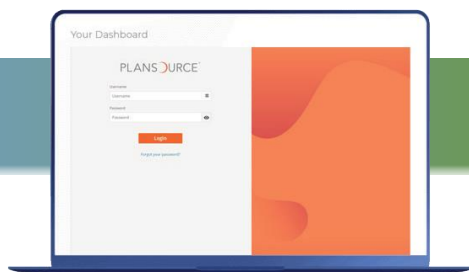 Your Dashboard
PLANSOURCE
Username
Username
Password
Password
Login
Forgot your password?